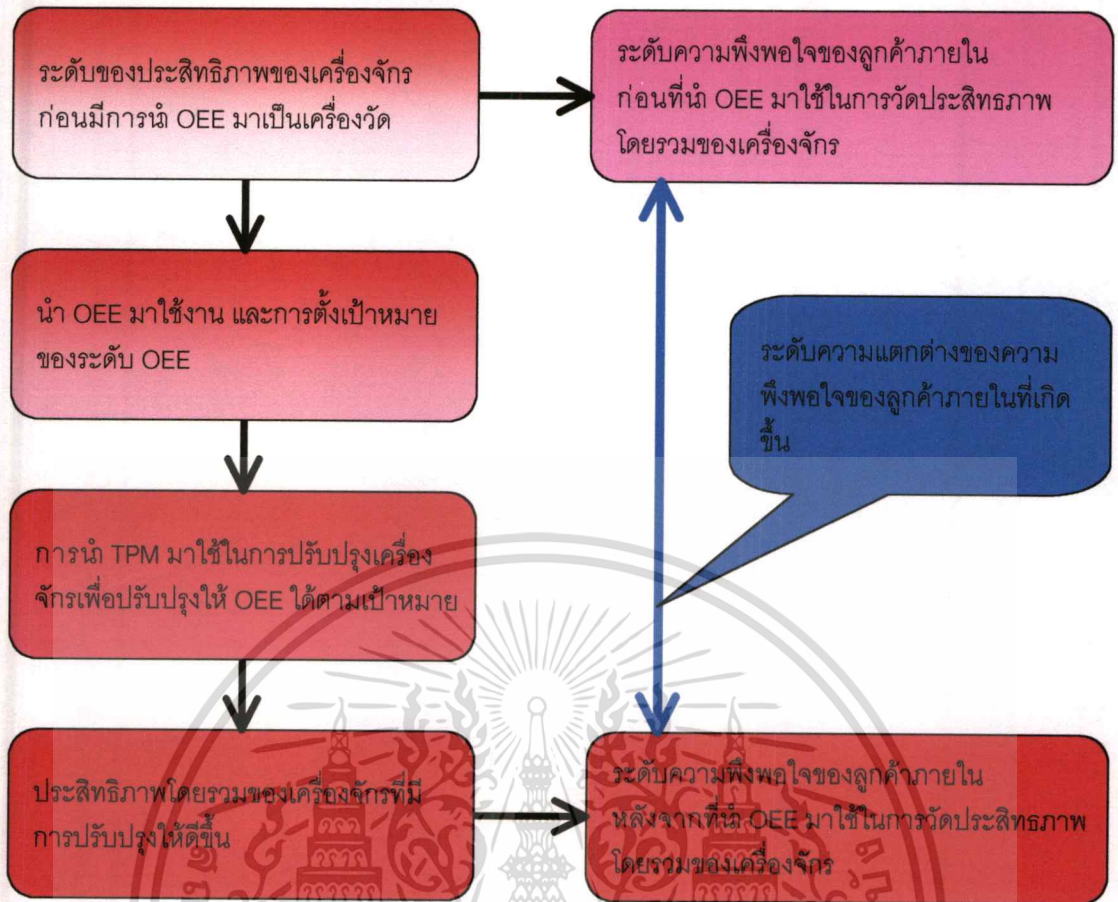 ระดับของประสิทธิภาพของเครื่องจักร
ก่อนมีการนำ OEE มาเป็นเครื่องวัด
ระดับความพึงพอใจของลูกค้าภายใน
ก่อนที่นำ OEE มาใช้ในการวัดประสิทธภาพ
โดยรวมของเครื่องจักร
นำ OEE มาใช้งาน และการตั้งเป้าหมาย
ของระดับ OEE
ระดับความแตกต่างของความ
พึงพอใจของลูกค้าภายในที่เกิด
ขึ้น
การนำ TPM มาใช้ในการปรับปรุงเครื่อง
จักรเพื่อปรับปรุงให้ OEE ได้ตามเป้าหมาย
ประสิทธิภาพโดยรวมของเครื่องจักรที่มี
การปรับปรุงให้ดีขึ้น
ระดับความพึงพอใจของลูกค้าภายใน
หลังจากที่นำ OEE มาใช้ในการวัดประสิทธภาพ
โดยรวมของเครื่องจักร